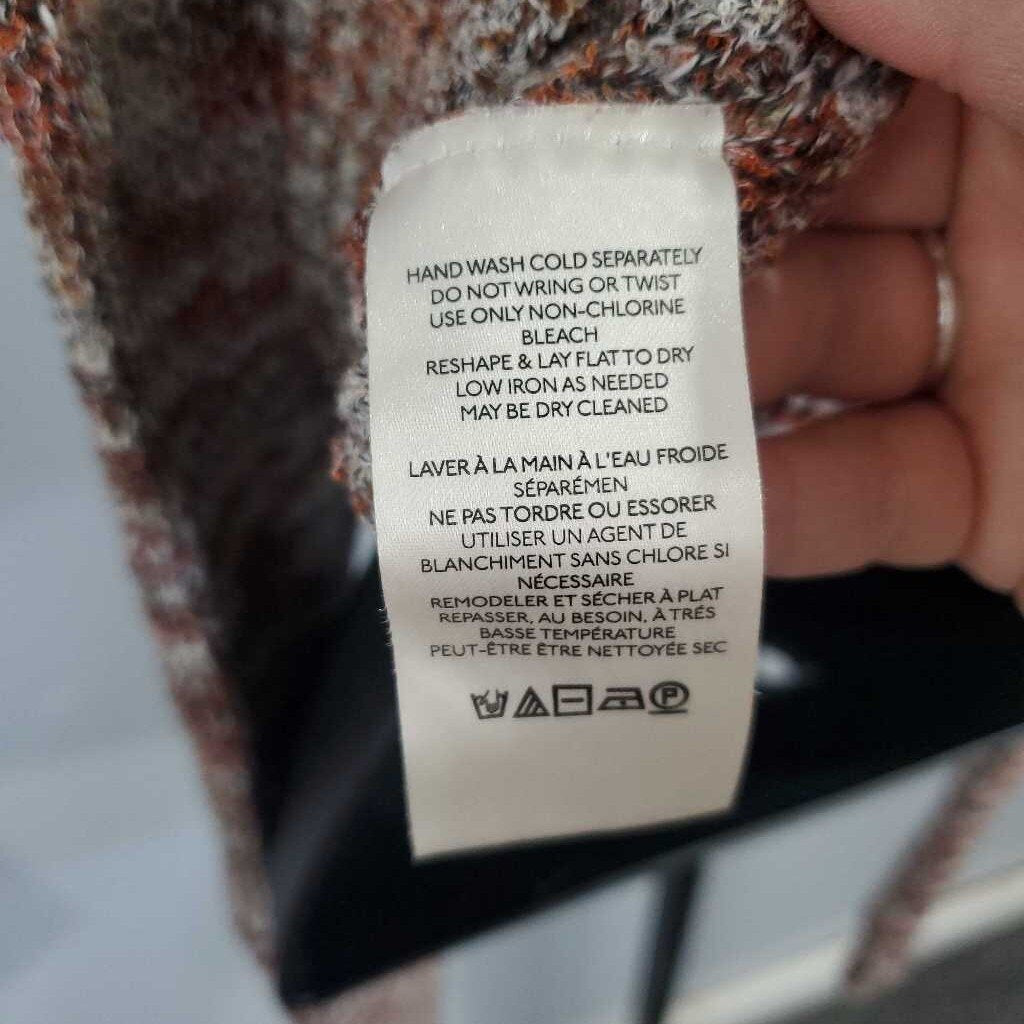 HAND WASH COLD SEPARATELY
DO NOT WRING OR TWIST
USE ONLY NON-CHLORINE
BLEACH
RESHAPE & LAY FLAT TO DRY
LOW IRON AS NEEDED
MAY BE DRY CLEANED
LAVER À LA MAIN À L'EAU FROIDE
SÉPARÉMEN
NE PAS TORDRE OU ESSORER
UTILISER UN AGENT DE
BLANCHIMENT SANS CHLORE SI
NÉCESSAIRE
REMODELER ET SÉCHER À PLAT
REPASSER, AU BESOIN, À TRÉS
BASSE TEMPÉRATURE
PEUT-ÊTRE ÊTRE NETTOYÉE SEC
P